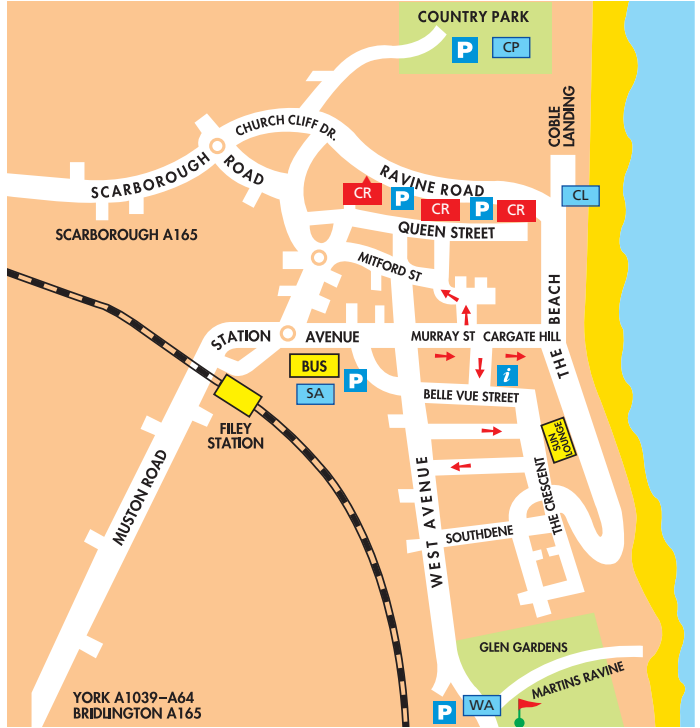 COUNTRY PARK
P
CP
COBLE
LANDING
CHURCH CLIFF DR.
SCARBOROUGH
ROAD
RAVINE ROAD
CR
P
CR
P
CR
CL
QUEEN STREET
SCARBOROUGH A165
MITFORD ST
THE BEACH
STATION
AVENUE
MURRAY ST
CARGATE HILL
BUS
SA
P
i
BELLE VUE STREET
FILEY
STATION
SUN
LOUNGE
MUSTON ROAD
WEST AVENUE
THE CRESCENT
SOUTHDENE
GLEN GARDENS
MARTINS RAVINE
YORK A1039–A64
BRIDLINGTON A165
P
WA